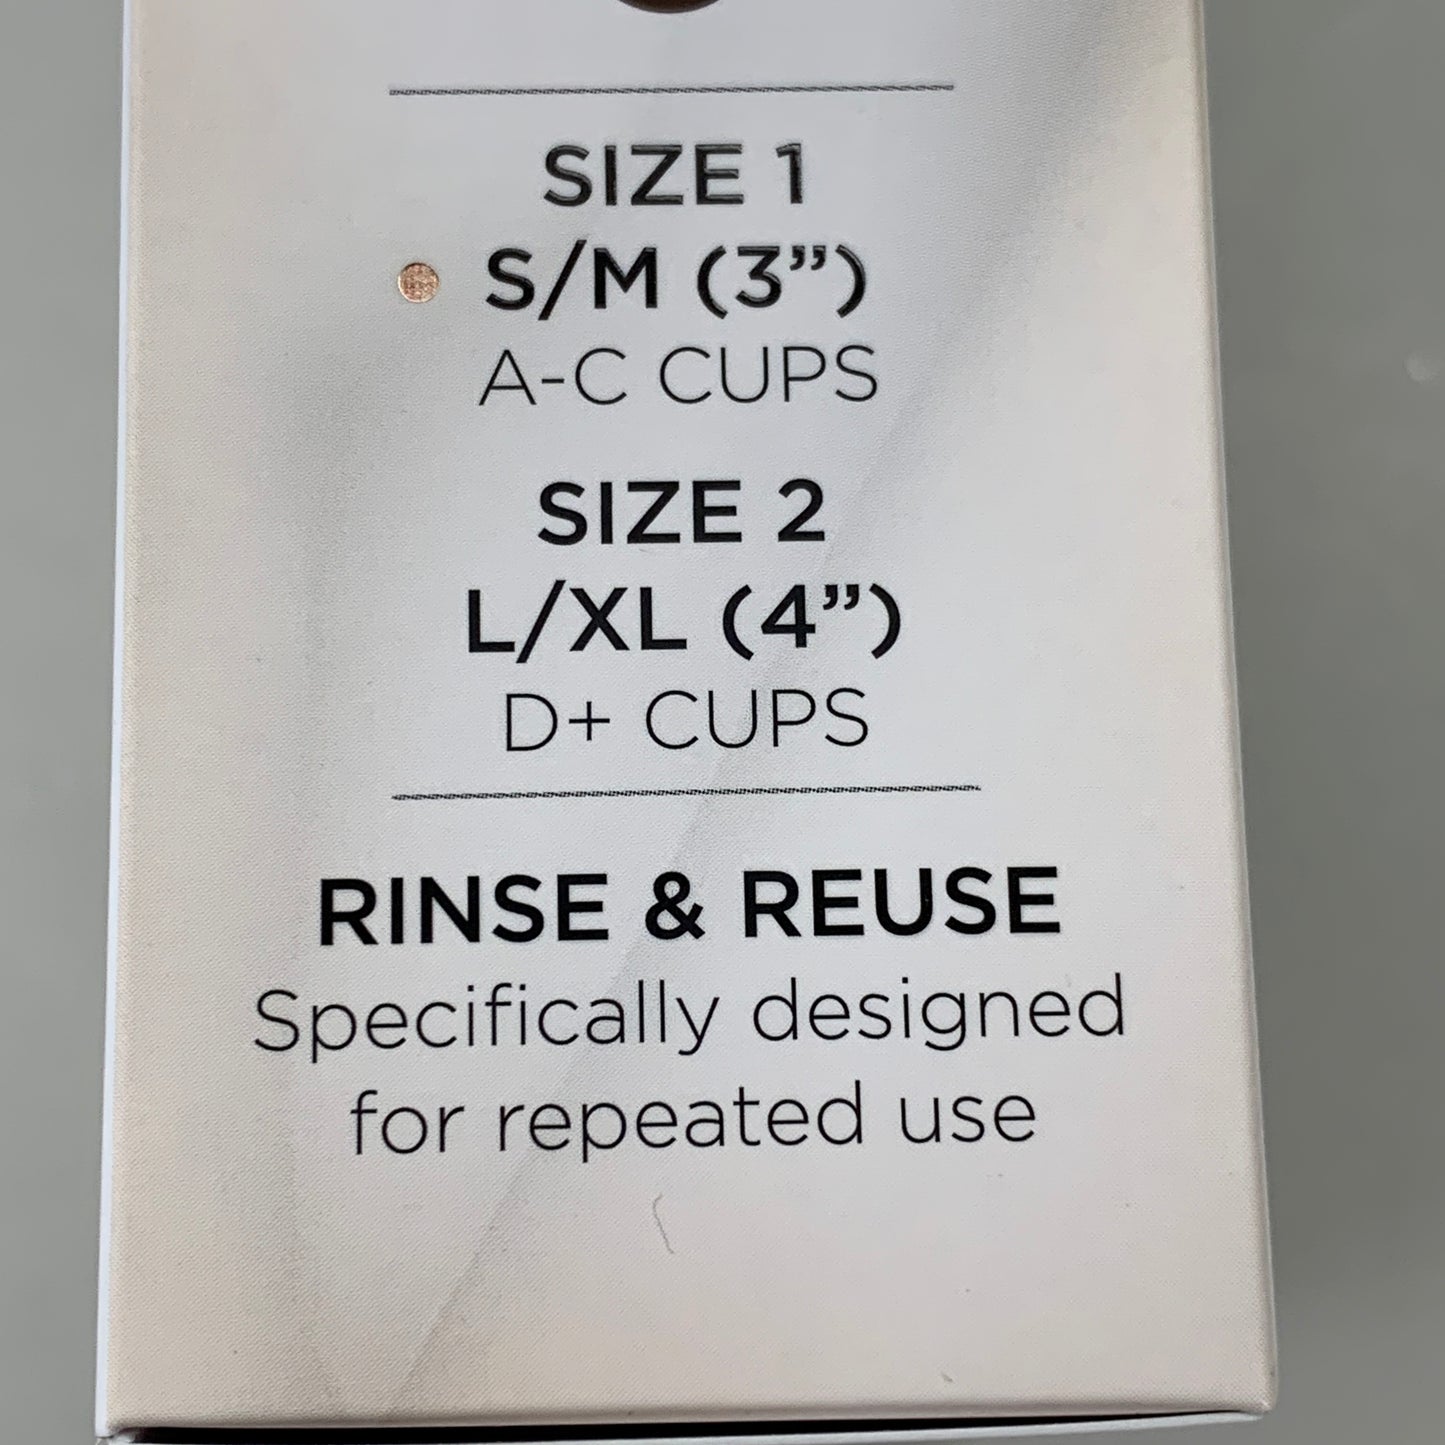 SIZE 1
S/M (3”)
A-C CUPS
SIZE 2
L/XL (4”)
D+ CUPS
RINSE & REUSE
Specifically designed
for repeated use